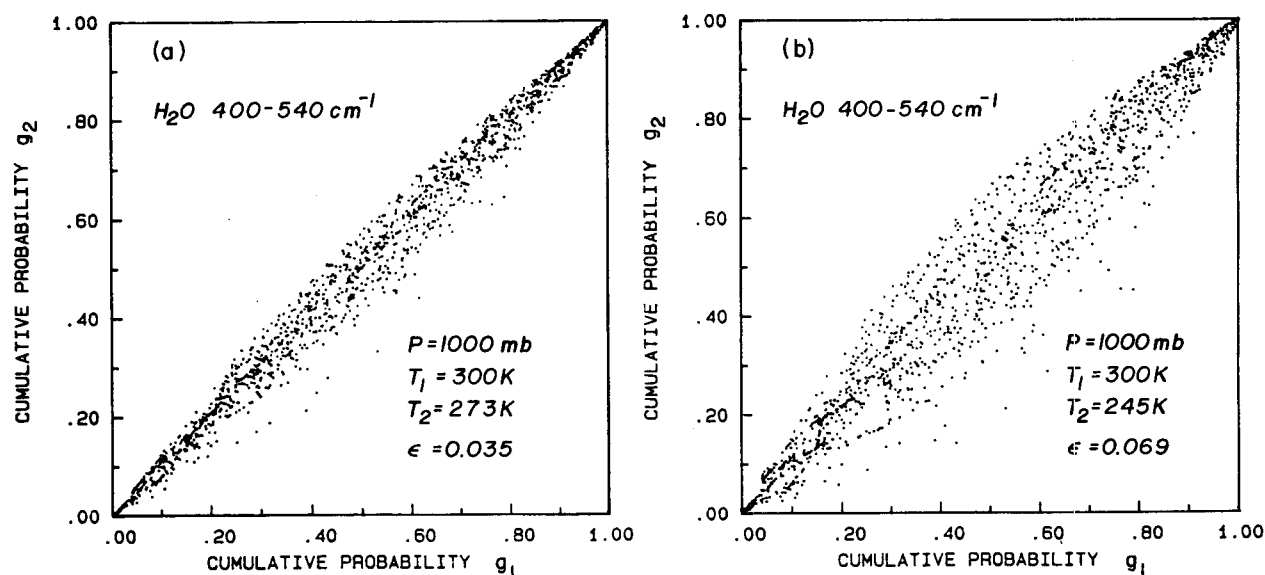 (a)
H₂O 400-540 cm⁻¹
P=1000 mb
T₁=300K
T₂=273K
ϵ=0.035
CUMULATIVE PROBABILITY g₂
1.00
.80
.60
.40
.20
.00
.00 .20 .40 .60 .80 1.00
CUMULATIVE PROBABILITY g₁
(b)
H₂O 400-540 cm⁻¹
P=1000 mb
T₁=300K
T₂=245K
ϵ=0.069
CUMULATIVE PROBABILITY g₂
1.00
.80
.60
.40
.20
.00
.00 .20 .40 .60 .80 1.00
CUMULATIVE PROBABILITY g₁